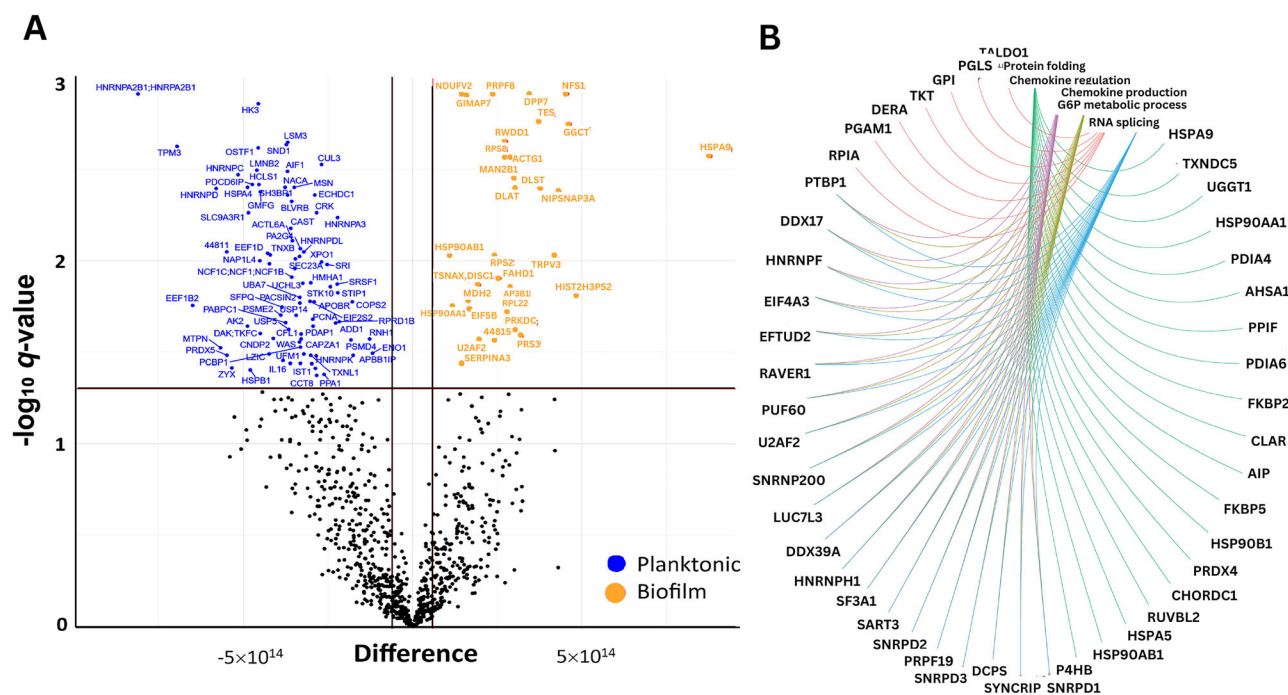 A
B
3
2
1
0
-log10 q-value
-5×10^14
Difference
5×10^14
Planktonic
Biofilm
HNRNPA2B1;HNRPA2B1
HK3
TPM3
LSM3
OSTF1
SND1
CUL3
LMNB2
AIF1
HNRNPC
HCLS1
NACA
PDCD6IP
MSN
HNRNPD
HSPA4
SH3BP1
ECHDC1
GMFG
BLVRB
CRK
SLC9A3R1
CAST
HNRNPA3
ACTL6A
PA2G4
HNRNPDL
44811
EEF1D
TNXB
XPO1
NAP1L4
SEC23A
SRI
NCF1C;NCF1;NCF1B
HMHA1
UBA7
UCHL3
SRSF1
STK10
STIP1
SFPQ
PACSIN2
EEF1B2
APOBR
COPS2
PABPC1
PSME2
USP14
PCNA
EIF2S2
AK2
USP5
RPRD1B
ADD1
DAK;TKFC
CFL1
PDAP1
RNH1
MTPN
CNDP2
WAS
CAPZA1
PSMD4
ENO1
PRDX5
LZIC
UFM1
HNRNPK
APBB1IP
PCBP1
IL16
IST1
TXNL1
ZYX
HSPB1
CCT8
PPA1
NDUFV2
PRPF8
NFS1
GIMAP7
DPP7
TES
GGCT
RWDD1
RPS8
ACTG1
HSPA9
MAN2B1
DLST
DLAT
NIPSNAP3A
HSP90AB1
RPS2
TRPV3
TSNAX,DISC1
FAHD1
MDH2
AP3B1
HIST2H3PS2
RPL22
HSP90AA1
EIF5B
PRKDC
44815
PRS3
U2AF2
SERPINA3
TALDO1
PGLS
Protein folding
GPI
Chemokine regulation
TKT
Chemokine production
DERA
G6P metabolic process
PGAM1
RNA splicing
RPIA
HSPA9
PTBP1
TXNDC5
DDX17
UGGT1
HNRNPF
HSP90AA1
EIF4A3
PDIA4
EFTUD2
AHSA1
RAVER1
PPIF
PUF60
PDIA6
U2AF2
FKBP2
SNRNP200
CLAR
LUC7L3
AIP
DDX39A
FKBP5
HNRNPH1
HSP90B1
SF3A1
PRDX4
SART3
CHORDC1
SNRPD2
RUVBL2
PRPF19
HSPA5
SNRPD3
HSP90AB1
DCPS
P4HB
SYNCRIP
SNRPD1